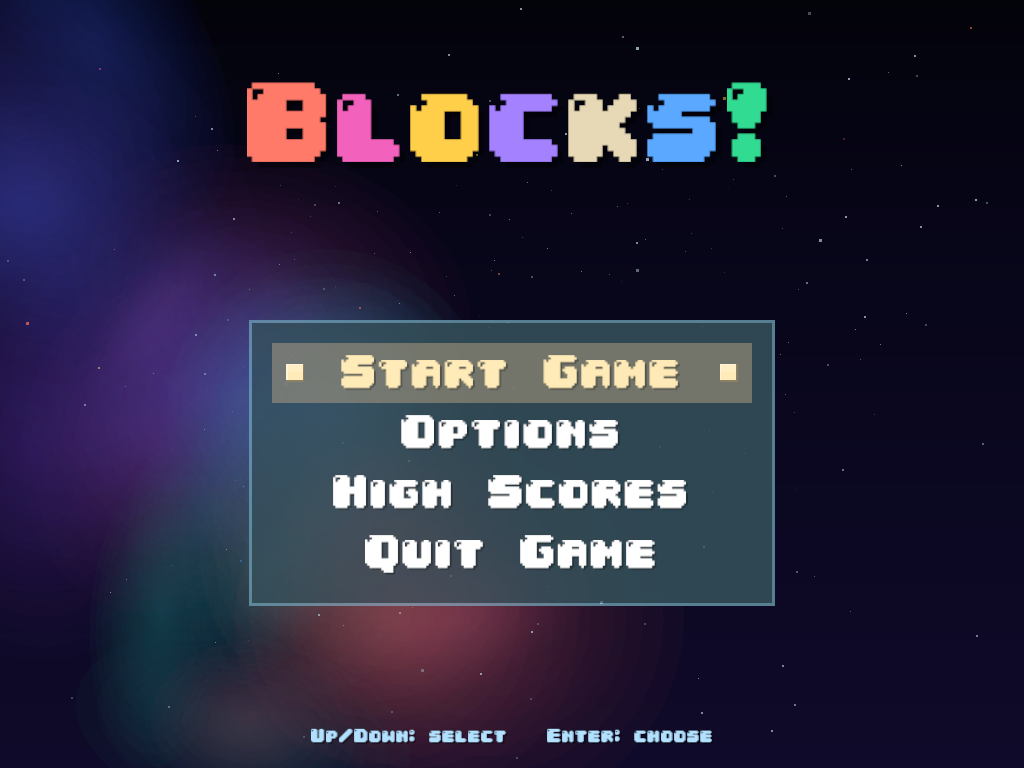 Blocks!
Start Game
Options
High Scores
Quit Game
Up/Down: select Enter: choose